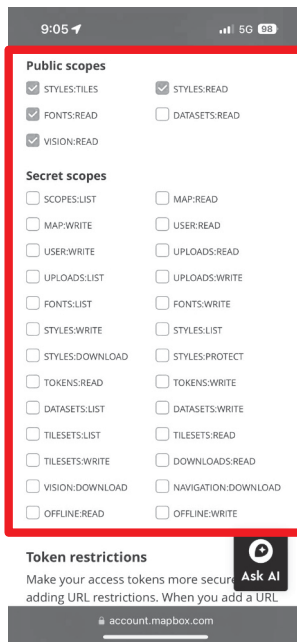 9:05 5G 98
Public scopes
STYLES:TILES STYLES:READ
FONTS:READ DATASETS:READ
VISION:READ
Secret scopes
SCOPES:LIST MAP:READ
MAP:WRITE USER:READ
USER:WRITE UPLOADS:READ
UPLOADS:LIST UPLOADS:WRITE
FONTS:LIST FONTS:WRITE
STYLES:WRITE STYLES:LIST
STYLES:DOWNLOAD STYLES:PROTECT
TOKENS:READ TOKENS:WRITE
DATASETS:LIST DATASETS:WRITE
TILESETS:LIST TILESETS:READ
TILESETS:WRITE DOWNLOADS:READ
VISION:DOWNLOAD NAVIGATION:DOWNLOAD
OFFLINE:READ OFFLINE:WRITE
Token restrictions
Make your access tokens more secure
Ask AI
adding URL restrictions. When you add a URL
account.mapbox.com